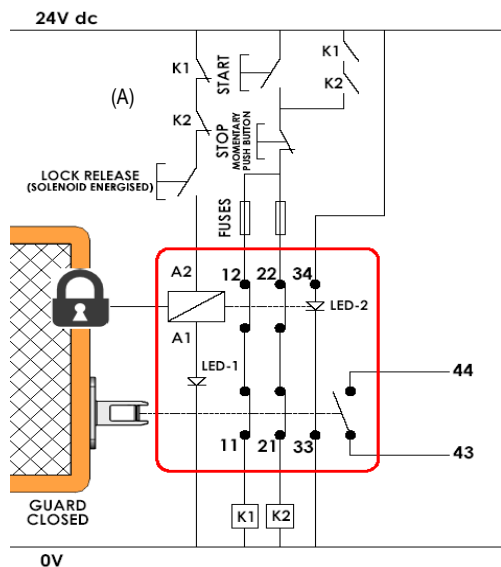 24V dc
K1
START
K1
(A)
K2
K2
STOP
MOMENTARY
PUSH BUTTON
LOCK RELEASE
(SOLENOID ENERGISED)
FUSES
A2
12
22
34
LED-2
A1
LED-1
44
11
21
33
43
K1
K2
GUARD
CLOSED
0V